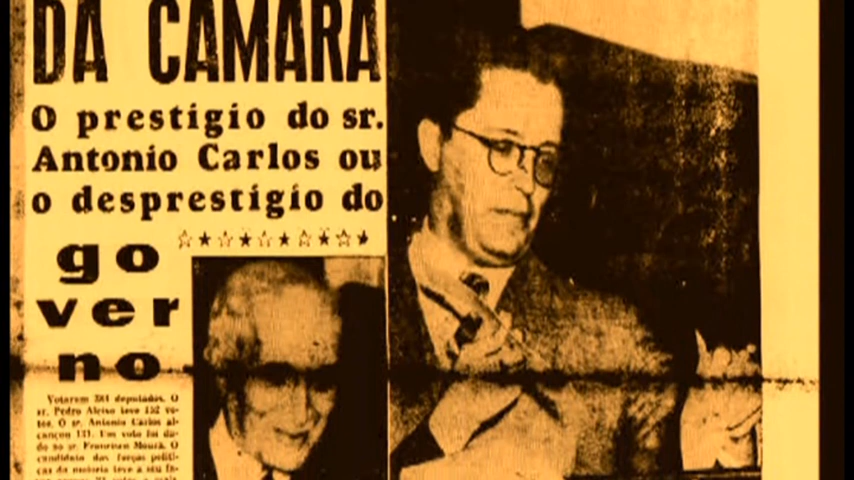 DA CAMARA
O prestigio do sr.
Antonio Carlos ou
o desprestigio do
go
ver
no
Votaram 284 deputados. O
sr. Pedro Aleixo teve 152 vo-
tos. O sr. Antonio Carlos al-
cançou 131. Um voto foi da-
do ao sr. Francisco Moura. O
candidato das forças politi-
cas da maioria teve a seu fa-